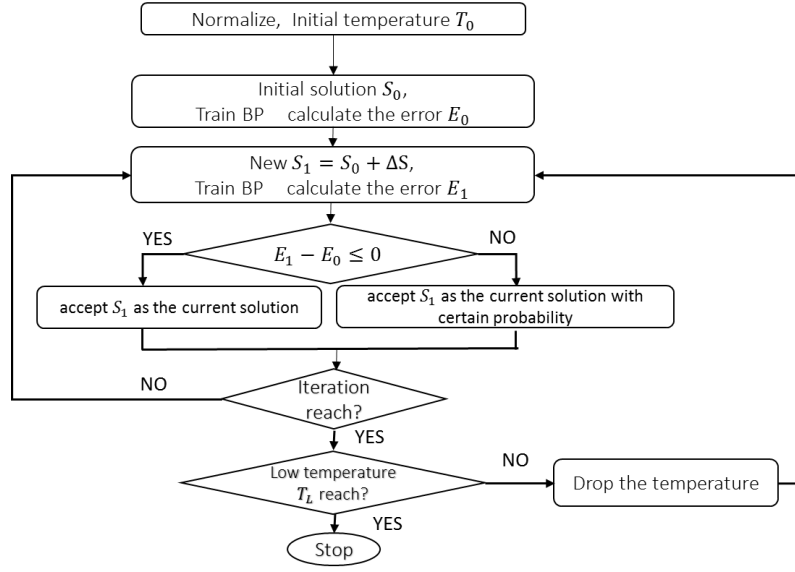 Normalize, Initial temperature T₀
Initial solution S₀,
Train BP calculate the error E₀
New S₁ = S₀ + ΔS,
Train BP calculate the error E₁
YES
E₁ − E₀ ≤ 0
NO
accept S₁ as the current solution
accept S₁ as the current solution with
certain probability
NO
Iteration
reach?
YES
Low temperature
T_L reach?
NO
Drop the temperature
YES
Stop